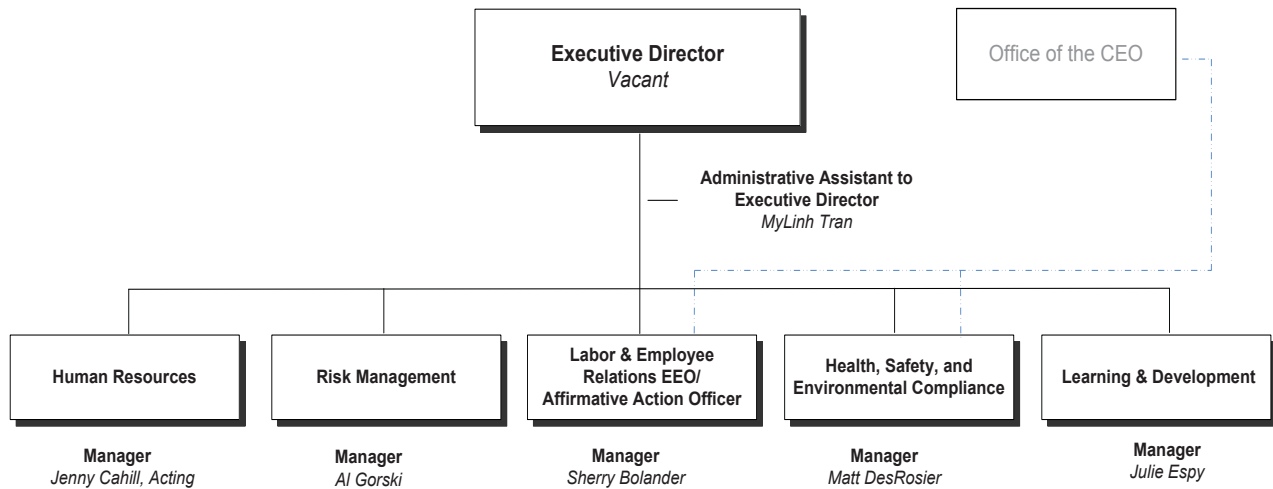 Executive Director
Vacant
Office of the CEO
Administrative Assistant to
Executive Director
MyLinh Tran
Human Resources
Risk Management
Labor & Employee
Relations EEO/
Affirmative Action Officer
Health, Safety, and
Environmental Compliance
Learning & Development
Manager
Jenny Cahill, Acting
Manager
Al Gorski
Manager
Sherry Bolander
Manager
Matt DesRosier
Manager
Julie Espy